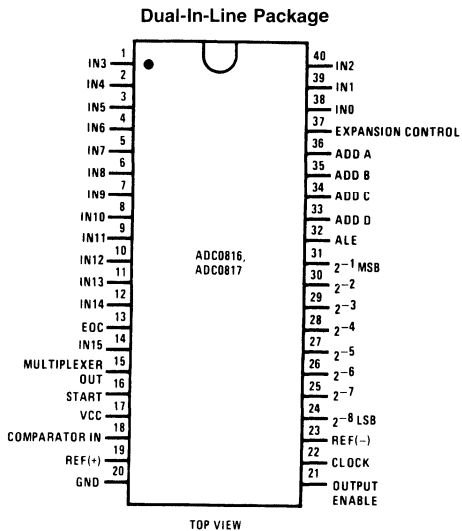 Dual-In-Line Package
1
IN3
2
IN4
3
IN5
4
IN6
5
IN7
6
IN8
7
IN9
8
IN10
9
IN11
10
IN12
11
IN13
12
IN14
13
EOC
14
IN15
15
MULTIPLEXER
OUT
16
START
17
VCC
18
COMPARATOR IN
19
REF(+)
20
GND
ADC0816,
ADC0817
40
IN2
39
IN1
38
IN0
37
EXPANSION CONTROL
36
ADD A
35
ADD B
34
ADD C
33
ADD D
32
ALE
31
2⁻¹ MSB
30
2⁻²
29
2⁻³
28
2⁻⁴
27
2⁻⁵
26
2⁻⁶
25
2⁻⁷
24
2⁻⁸ LSB
23
REF(−)
22
CLOCK
21
OUTPUT
ENABLE
TOP VIEW